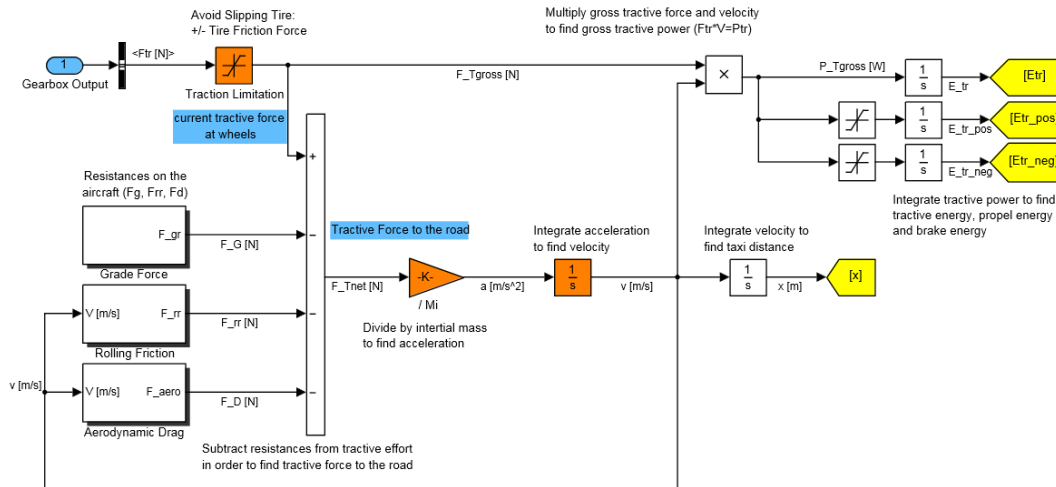 Avoid Slipping Tire:
+/- Tire Friction Force
Multiply gross tractive force and velocity
to find gross tractive power (Ftr*V=Ptr)
1
<Ftr [N]>
Gearbox Output
Traction Limitation
F_Tgross [N]
×
P_Tgross [W]
1
s
E_tr
[Etr]
current tractive force
at wheels
1
s
E_tr_pos
[Etr_pos]
1
s
E_tr_neg
[Etr_neg]
+
Resistances on the
aircraft (Fg, Frr, Fd)
Integrate tractive power to find
tractive energy, propel energy
and brake energy
F_gr
F_G [N]
−
Grade Force
Tractive Force to the road
Integrate acceleration
to find velocity
Integrate velocity to
find taxi distance
F_Tnet [N]
-K-
/ Mi
a [m/s^2]
1
s
v [m/s]
1
s
x [m]
[x]
Divide by intertial mass
to find acceleration
V [m/s]
F_rr
F_rr [N]
−
Rolling Friction
v [m/s]
V [m/s]
F_aero
F_D [N]
−
Aerodynamic Drag
Subtract resistances from tractive effort
in order to find tractive force to the road